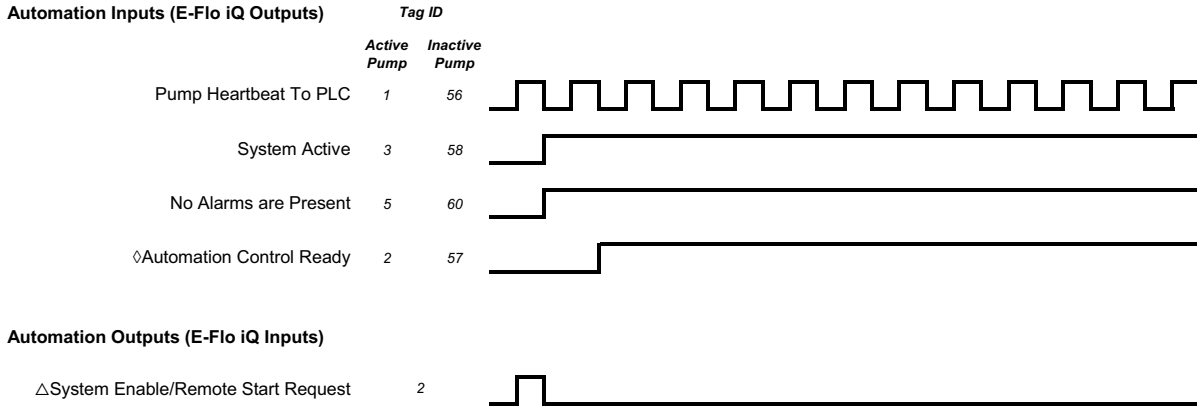 Automation Inputs (E-Flo iQ Outputs) Tag ID
Active Pump Inactive Pump
Pump Heartbeat To PLC 1 56
System Active 3 58
No Alarms are Present 5 60
◊Automation Control Ready 2 57
Automation Outputs (E-Flo iQ Inputs)
△System Enable/Remote Start Request 2